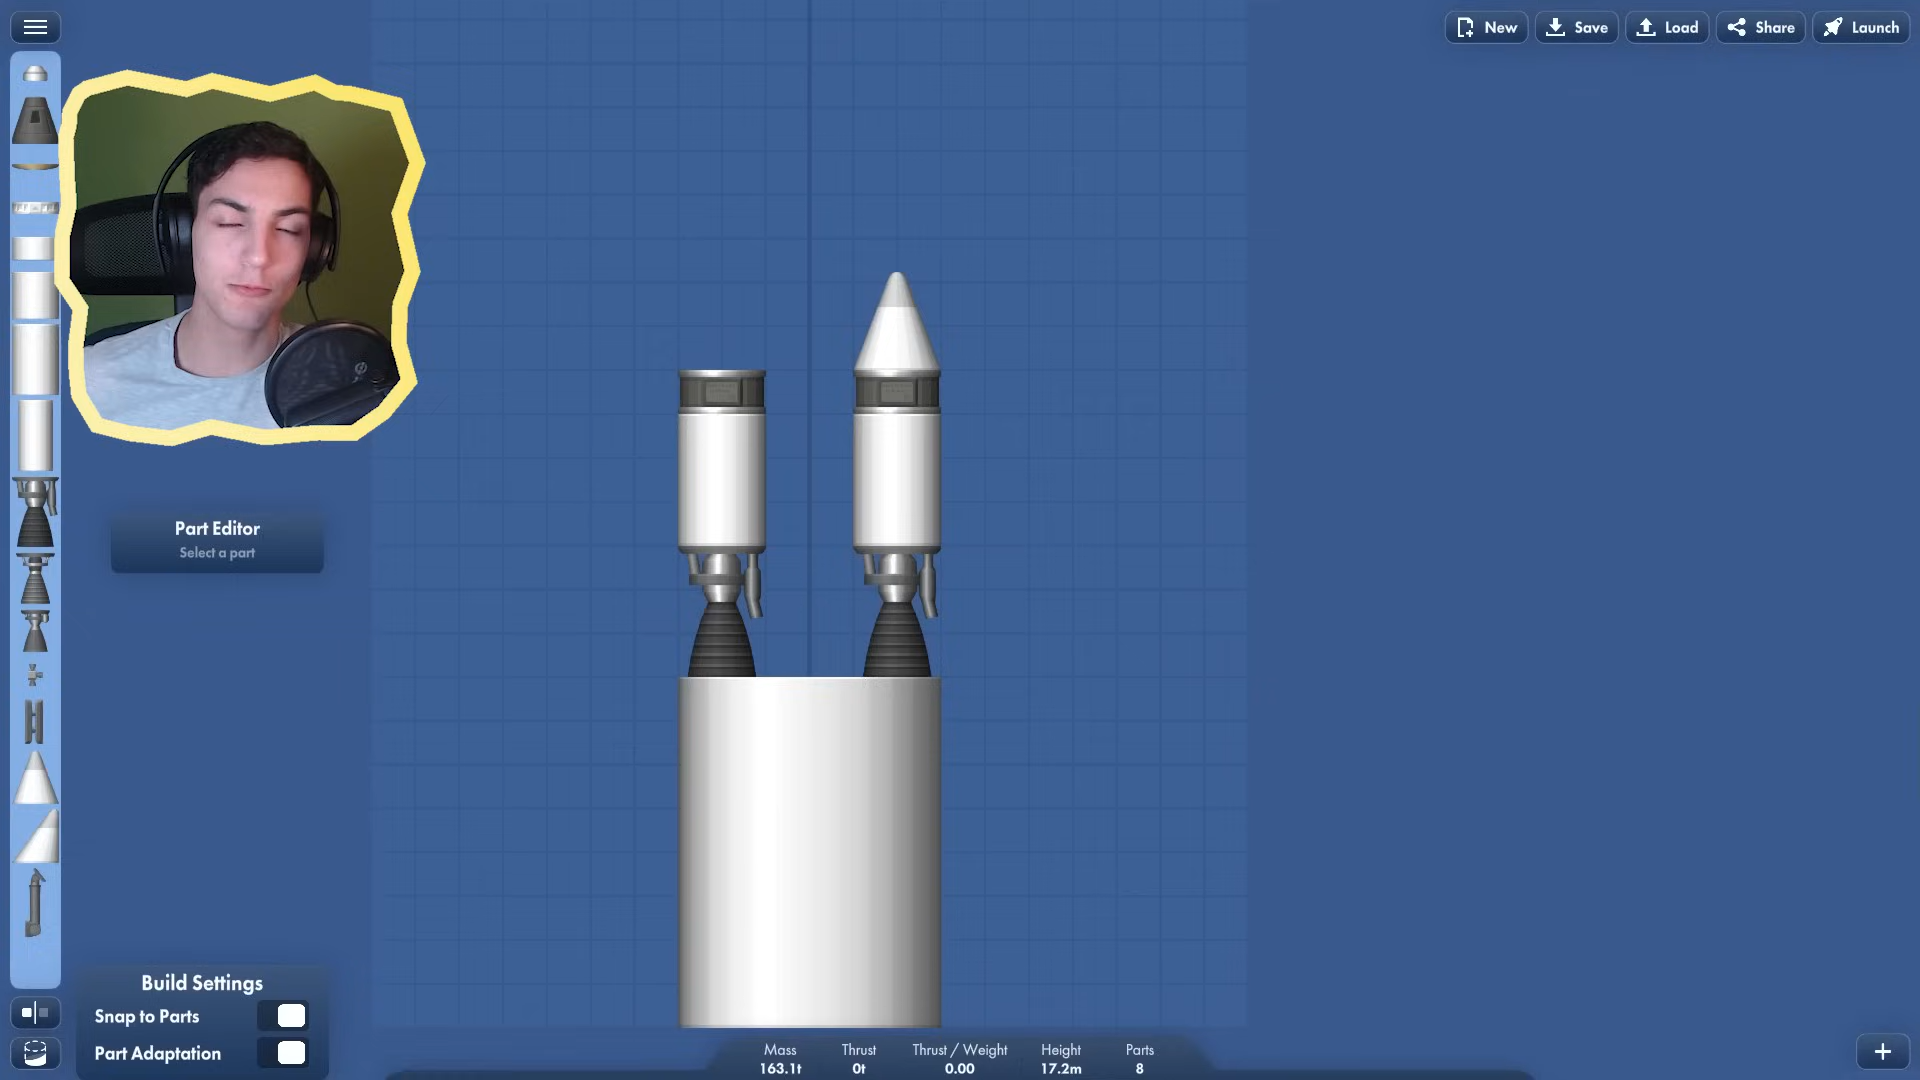 New
Save
Load
Share
Launch
Part Editor
Select a part
Build Settings
Snap to Parts
Part Adaptation
Mass
163.1t
Thrust
0t
Thrust / Weight
0.00
Height
17.2m
Parts
8